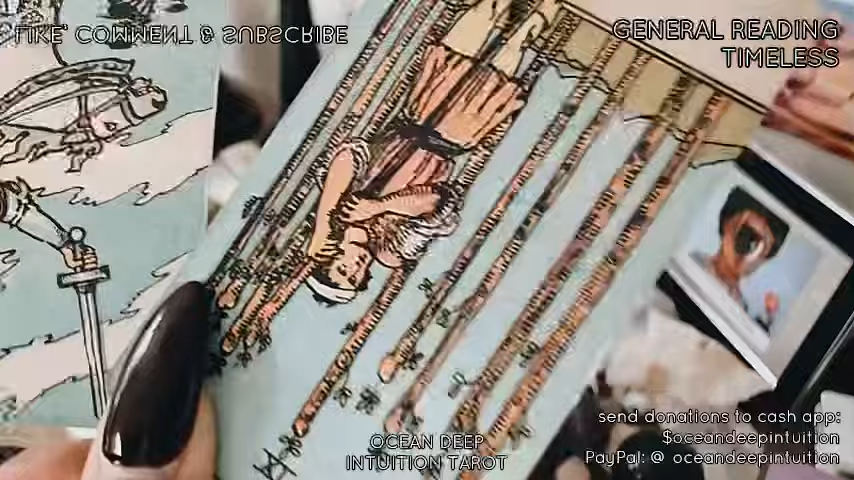 LIKE, COMMENT & SUBSCRIBE
GENERAL READING
TIMELESS
OCEAN DEEP
INTUITION TAROT
send donations to cash app:
$oceandeepintuition
PayPal: @ oceandeepintuition